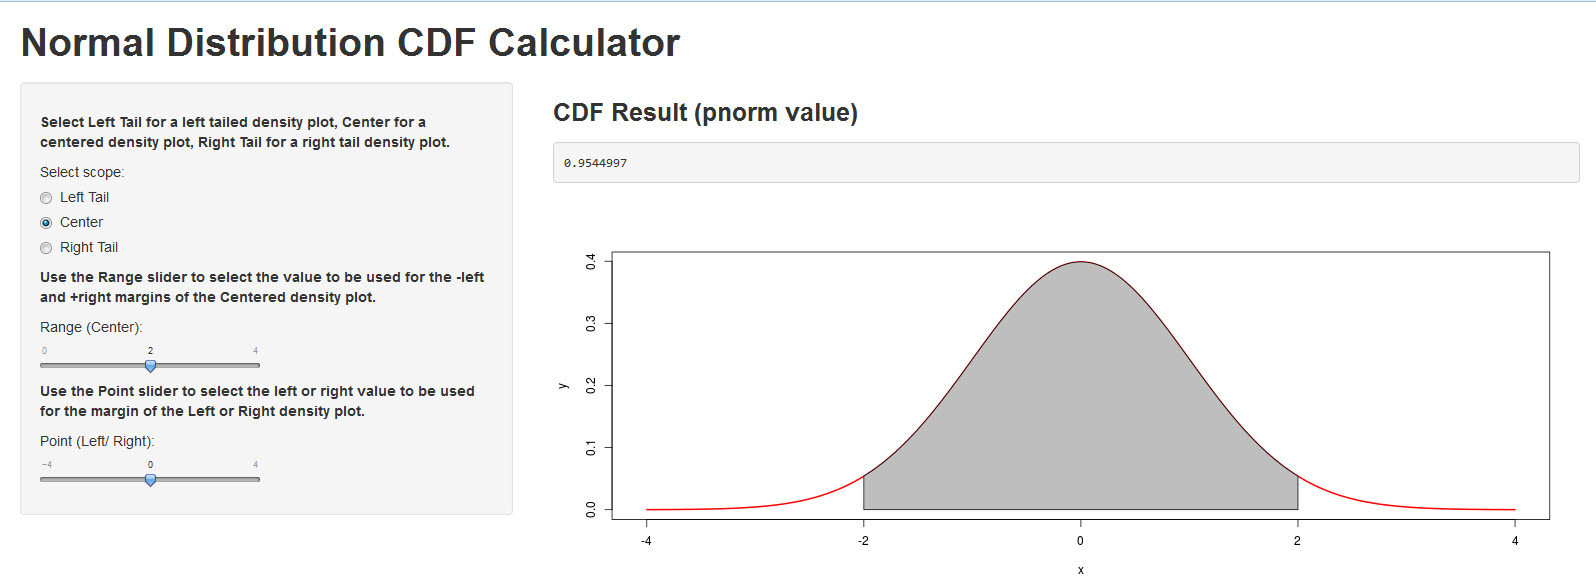 Normal Distribution CDF Calculator
Select Left Tail for a left tailed density plot, Center for a
centered density plot, Right Tail for a right tail density plot.
Select scope:
Left Tail
Center
Right Tail
Use the Range slider to select the value to be used for the -left
and +right margins of the Centered density plot.
Range (Center):
0 2 4
Use the Point slider to select the left or right value to be used
for the margin of the Left or Right density plot.
Point (Left/ Right):
−4 0 4
CDF Result (pnorm value)
0.9544997
0.4
0.3
y
0.2
0.1
0.0
-4 -2 0 2 4
x